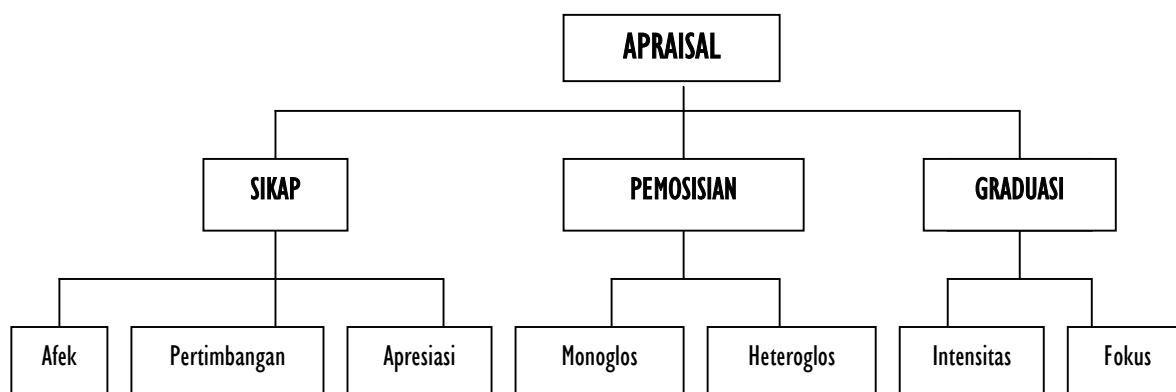 APRAISAL
SIKAP
PEMOSISIAN
GRADUASI
Afek
Pertimbangan
Apresiasi
Monoglos
Heteroglos
Intensitas
Fokus